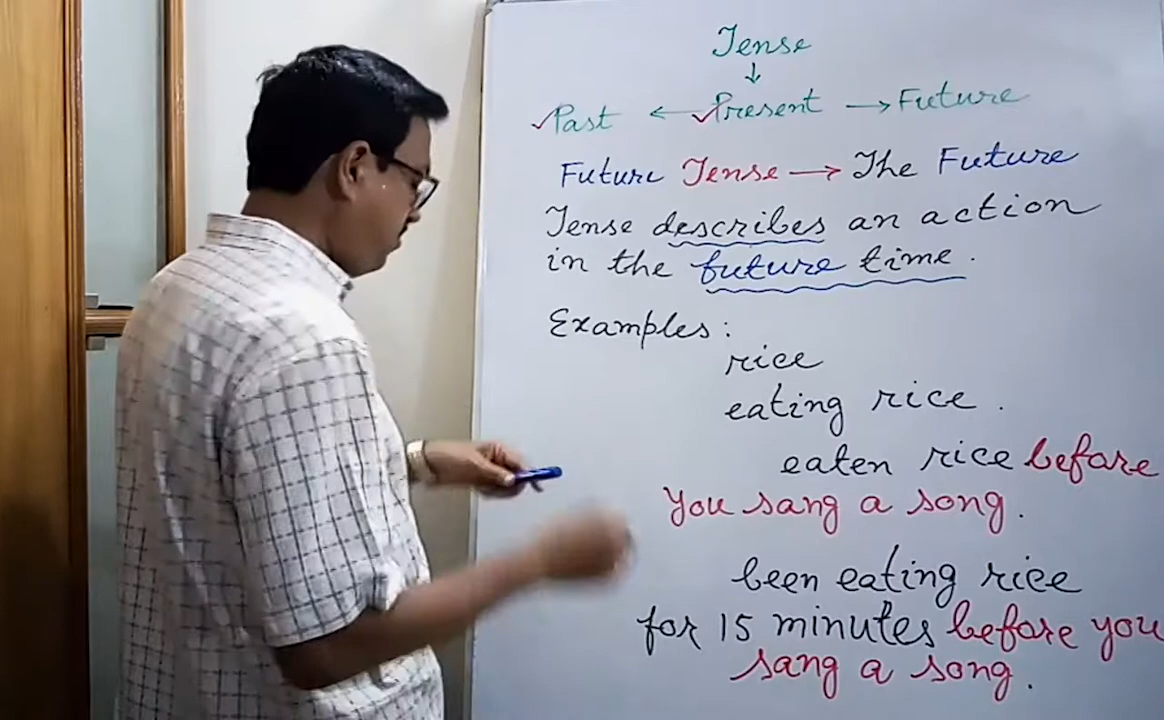 Tense
↓
Past ← Present → Future
Future Tense → The Future
Tense describes an action
in the future time.
Examples:
rice
eating rice.
eaten rice before
you sang a song.
been eating rice
for 15 minutes before you
sang a song.